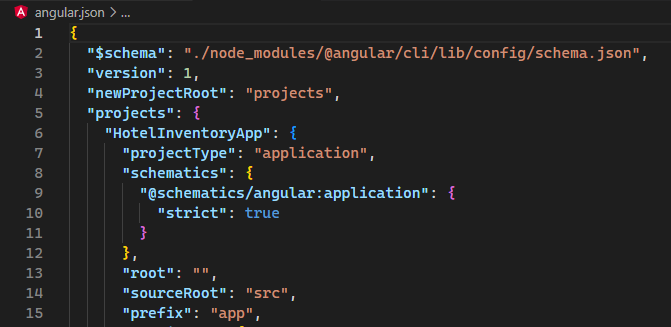 angular.json > ...
1 {
2 "$schema": "./node_modules/@angular/cli/lib/config/schema.json",
3 "version": 1,
4 "newProjectRoot": "projects",
5 "projects": {
6 "HotelInventoryApp": {
7 "projectType": "application",
8 "schematics": {
9 "@schematics/angular:application": {
10 "strict": true
11 }
12 },
13 "root": "",
14 "sourceRoot": "src",
15 "prefix": "app",